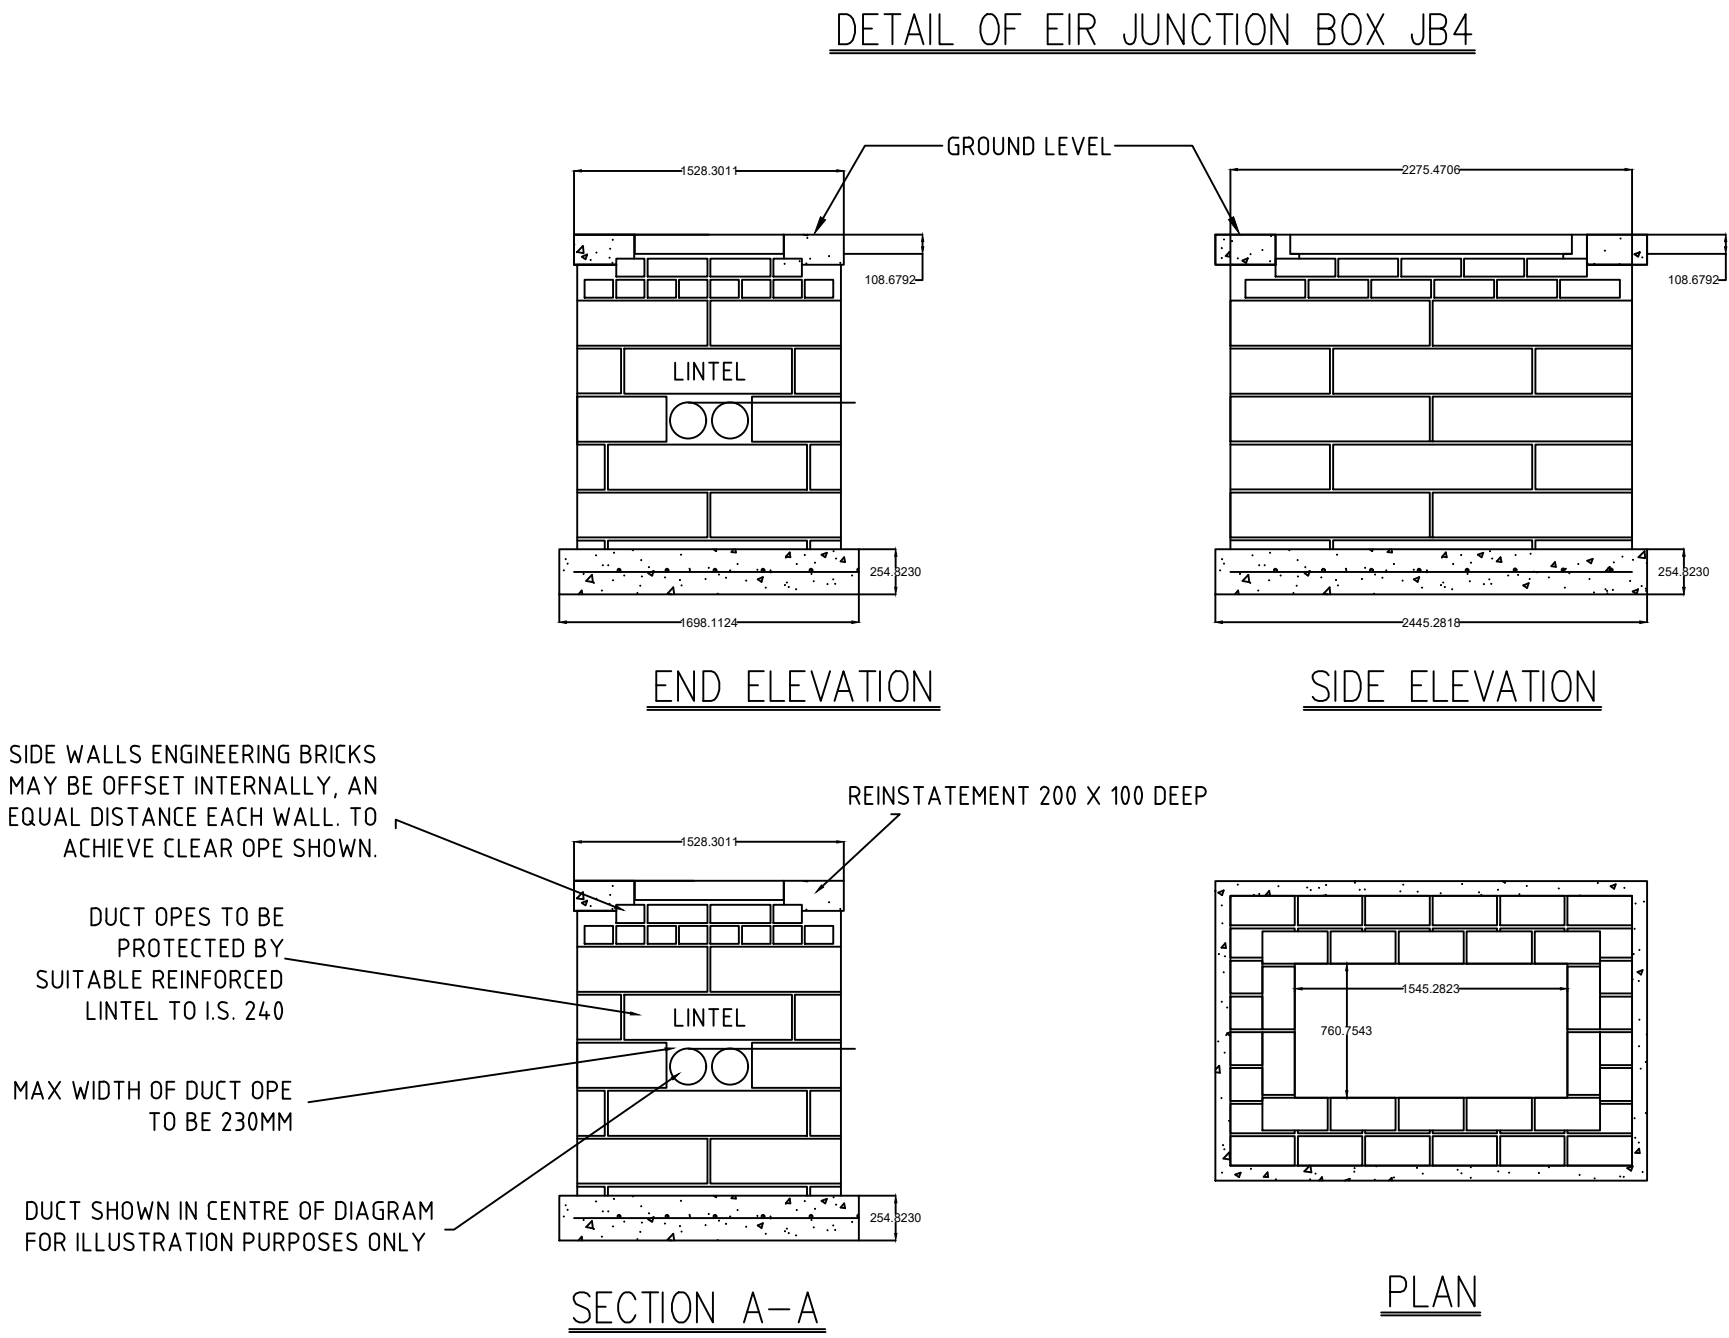 DETAIL OF EIR JUNCTION BOX JB4
GROUND LEVEL
1528.3011
2275.4706
108.6792
108.6792
LINTEL
254.3230
254.3230
1698.1124
2445.2818
END ELEVATION
SIDE ELEVATION
SIDE WALLS ENGINEERING BRICKS
MAY BE OFFSET INTERNALLY, AN
EQUAL DISTANCE EACH WALL. TO
ACHIEVE CLEAR OPE SHOWN.
REINSTATEMENT 200 X 100 DEEP
1528.3011
DUCT OPES TO BE
PROTECTED BY
SUITABLE REINFORCED
LINTEL TO I.S. 240
LINTEL
1545.2823
760.7543
MAX WIDTH OF DUCT OPE
TO BE 230MM
DUCT SHOWN IN CENTRE OF DIAGRAM
FOR ILLUSTRATION PURPOSES ONLY
254.3230
SECTION A-A
PLAN